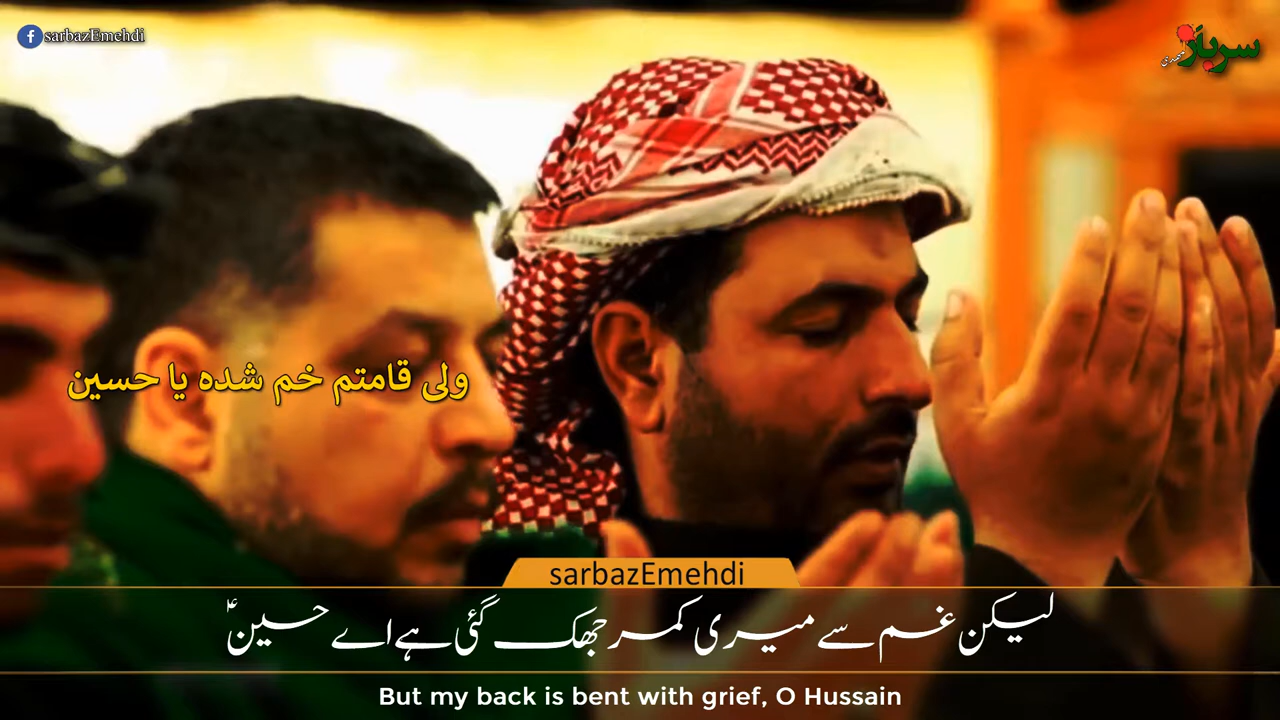 sarbazEmehdi
سرباز مهدی
ولی قامتم خم شده یا حسین
sarbazEmehdi
لیکن غم سے میری کمر جھک گئی ہے اے حسینؑ
But my back is bent with grief, O Hussain